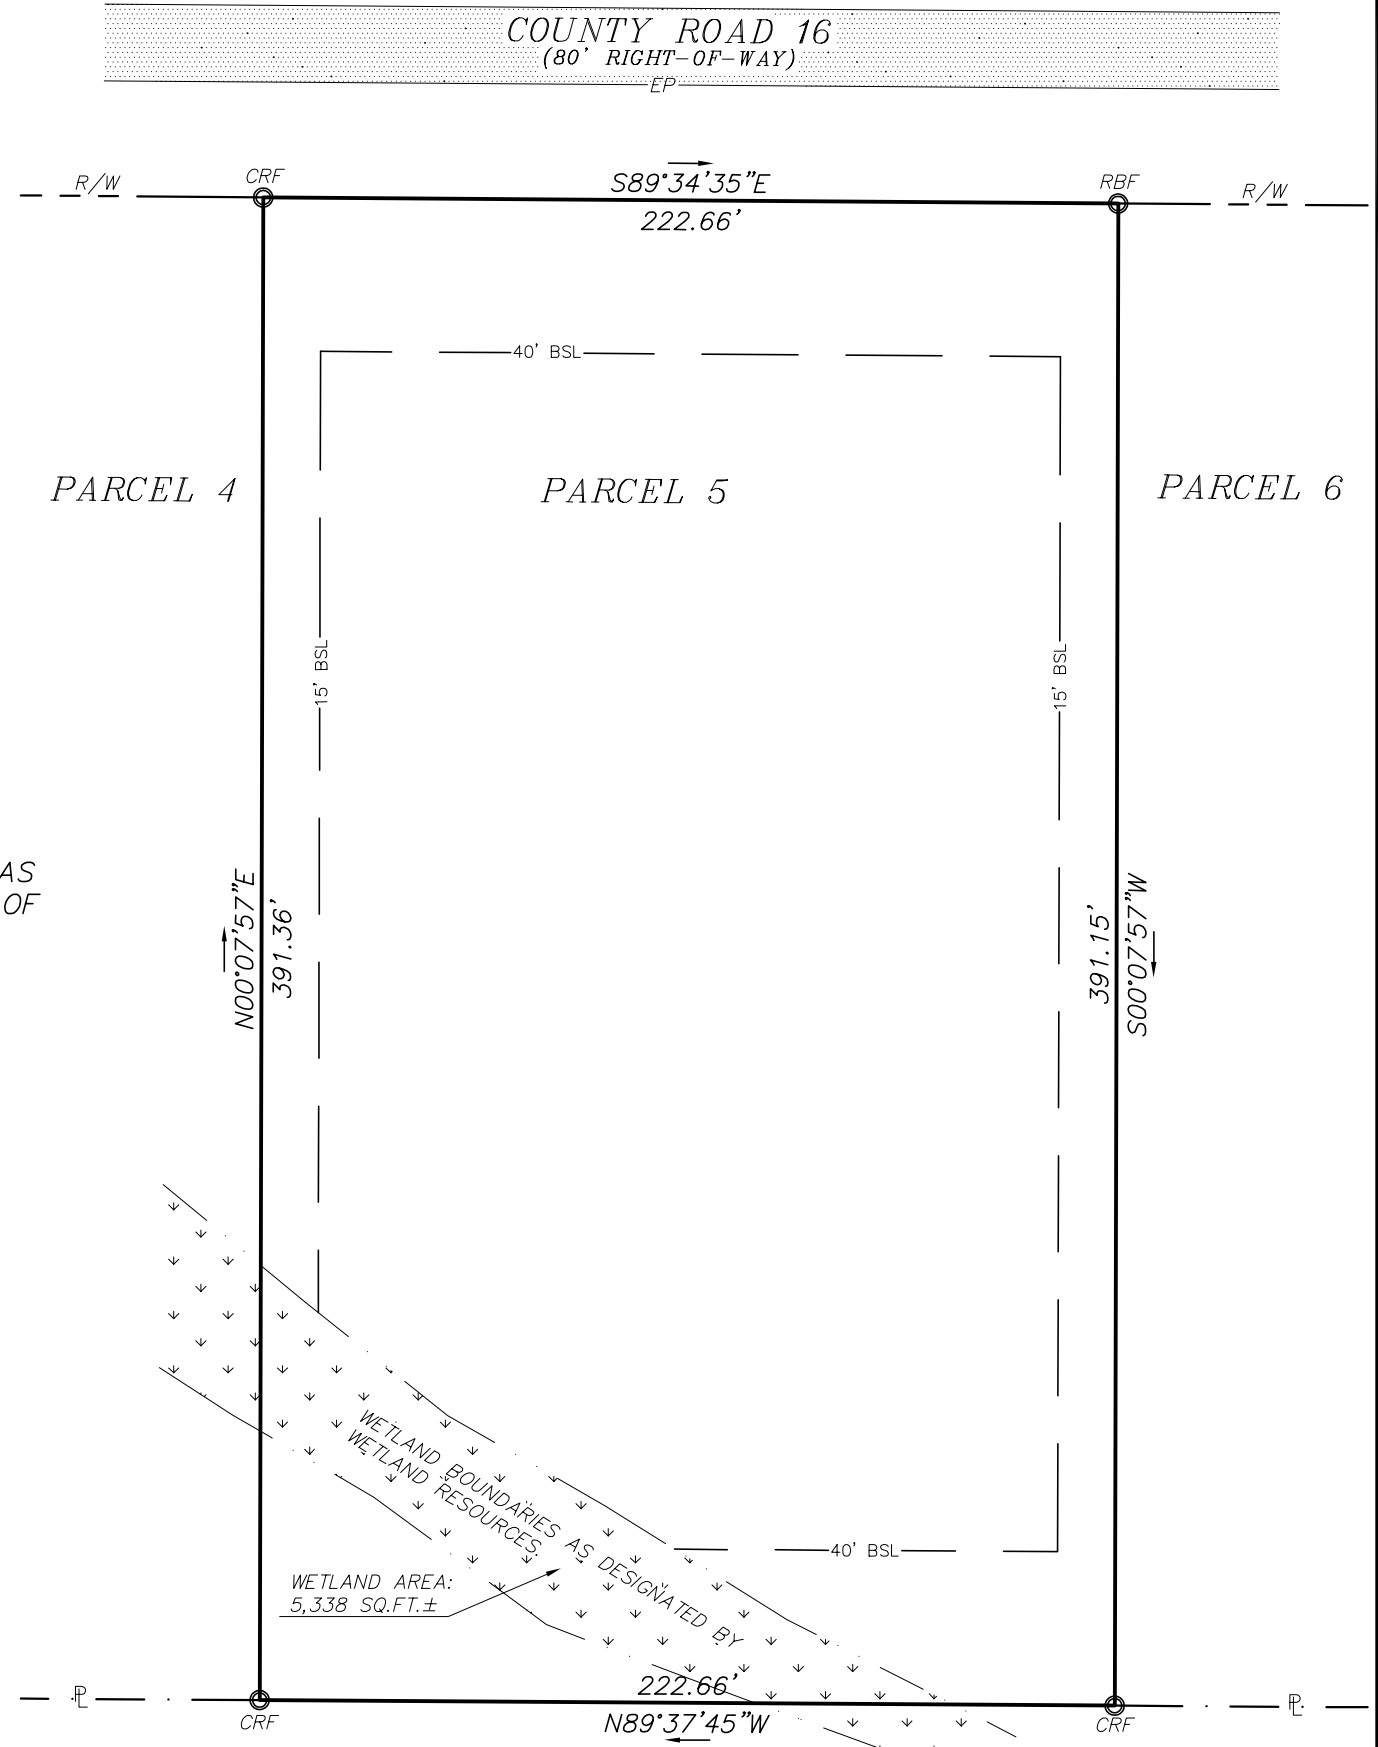 COUNTY ROAD 16
(80' RIGHT-OF-WAY)
EP
R/W
CRF
S89°34'35"E
222.66'
RBF
R/W
40' BSL
PARCEL 4
PARCEL 5
PARCEL 6
15' BSL
15' BSL
AS
OF
N00°07'57"E
391.36'
391.15'
S00°07'57"W
WETLAND BOUNDARIES AS DESIGNATED BY
WETLAND RESOURCES.
40' BSL
WETLAND AREA:
5,338 SQ.FT.±
PL
222.66'
PL
CRF
N89°37'45"W
CRF